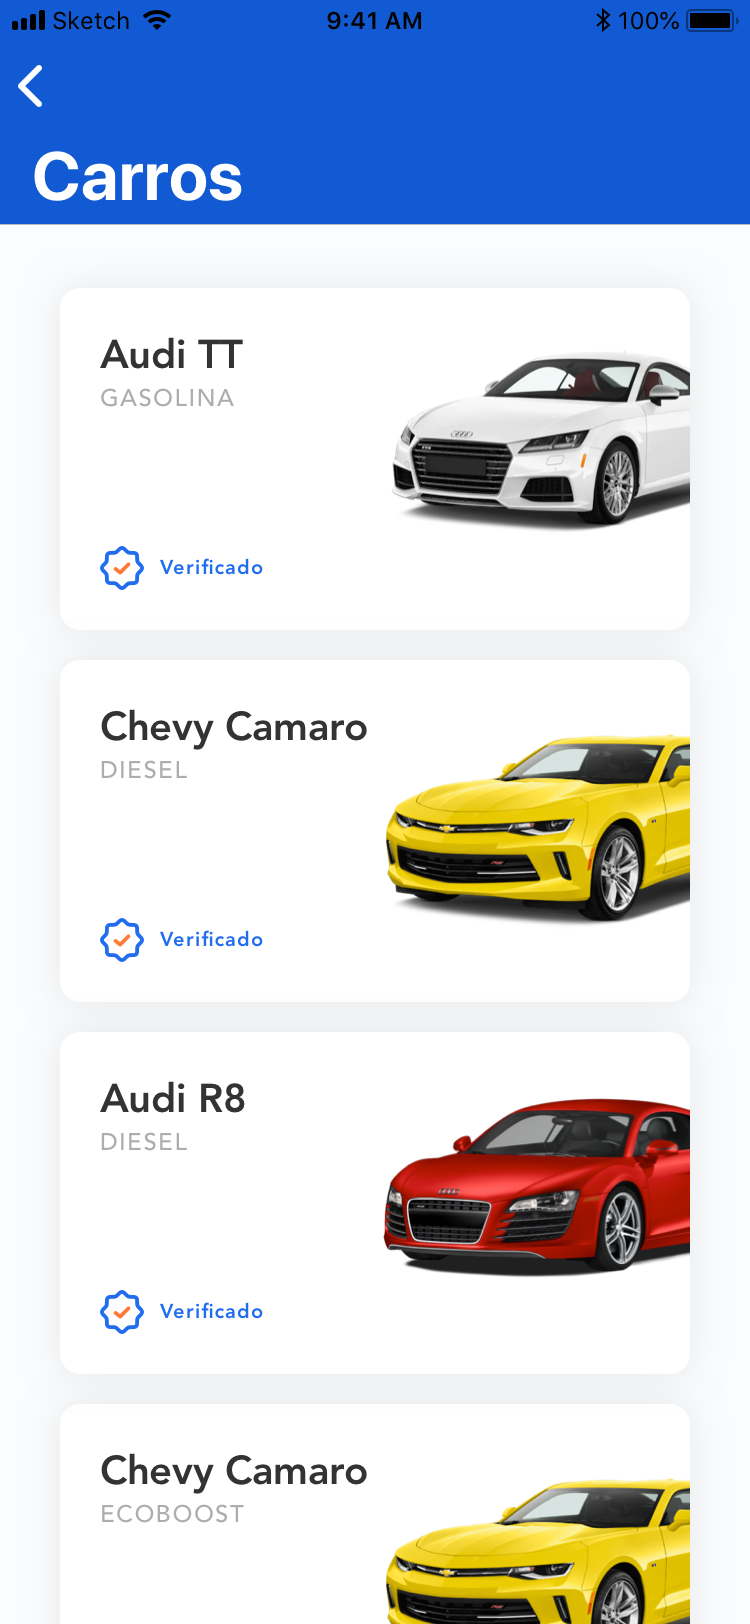 Sketch 9:41 AM 100%
Carros
Audi TT
GASOLINA
Verificado
Chevy Camaro
DIESEL
Verificado
Audi R8
DIESEL
Verificado
Chevy Camaro
ECOBOOST